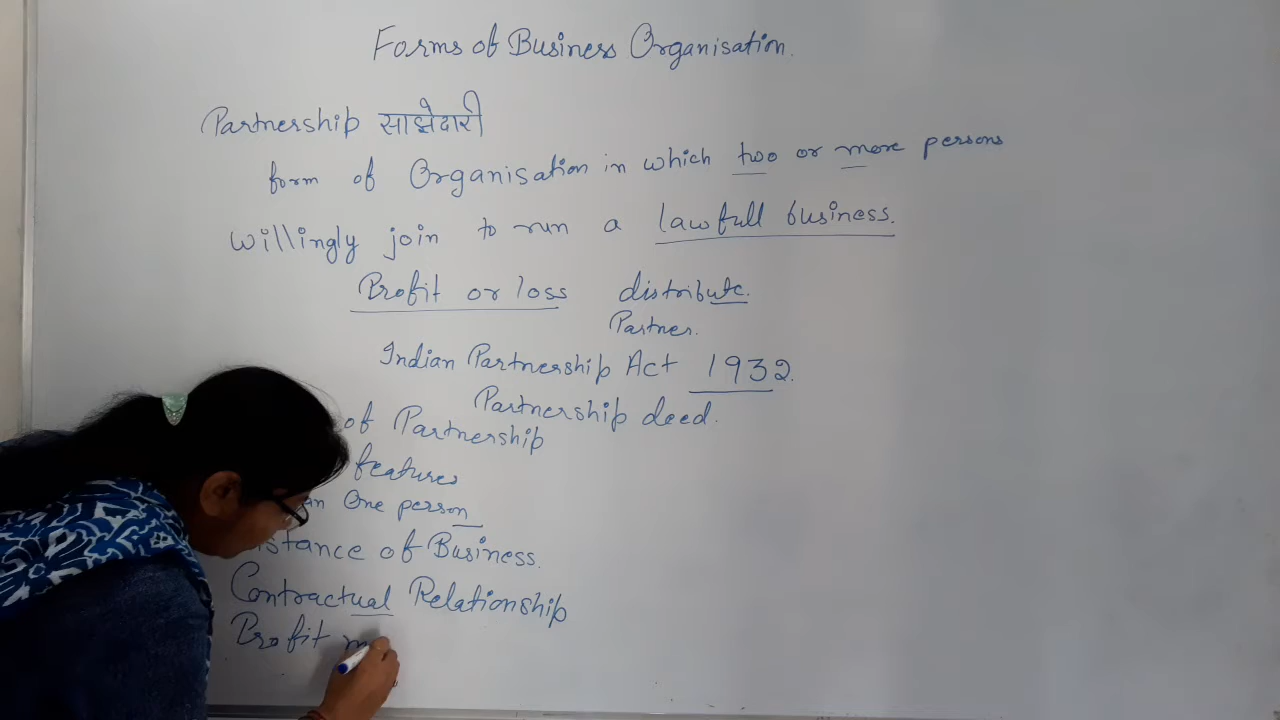 Forms of Business Organisation.
Partnership साझेदारी
form of Organisation in which two or more persons
willingly join to run a lawfull business.
Profit or loss distribute.
Partner.
Indian Partnership Act 1932.
Partnership deed.
of Partnership
features
One person
of Business.
Contractual Relationship
Profit